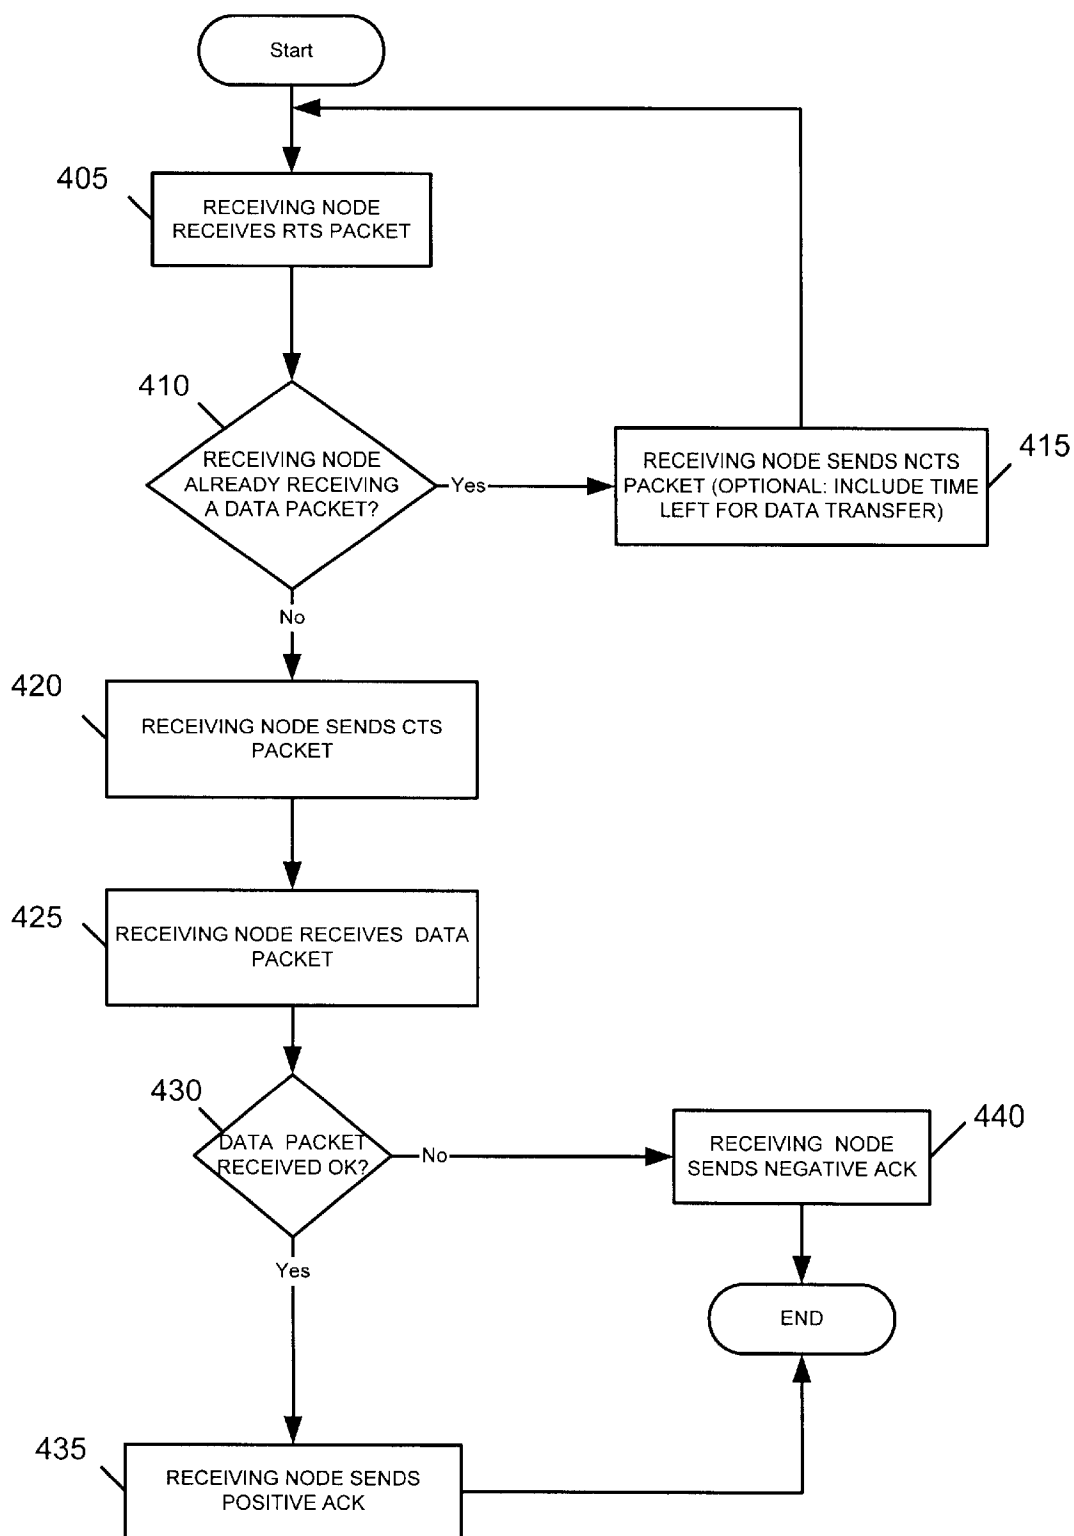 Start
405
RECEIVING NODE
RECEIVES RTS PACKET
410
RECEIVING NODE
ALREADY RECEIVING
A DATA PACKET?
Yes
RECEIVING NODE SENDS NCTS
PACKET (OPTIONAL: INCLUDE TIME
LEFT FOR DATA TRANSFER)
415
No
420
RECEIVING NODE SENDS CTS
PACKET
425
RECEIVING NODE RECEIVES DATA
PACKET
430
DATA PACKET
RECEIVED OK?
No
RECEIVING NODE
SENDS NEGATIVE ACK
440
Yes
END
435
RECEIVING NODE SENDS
POSITIVE ACK